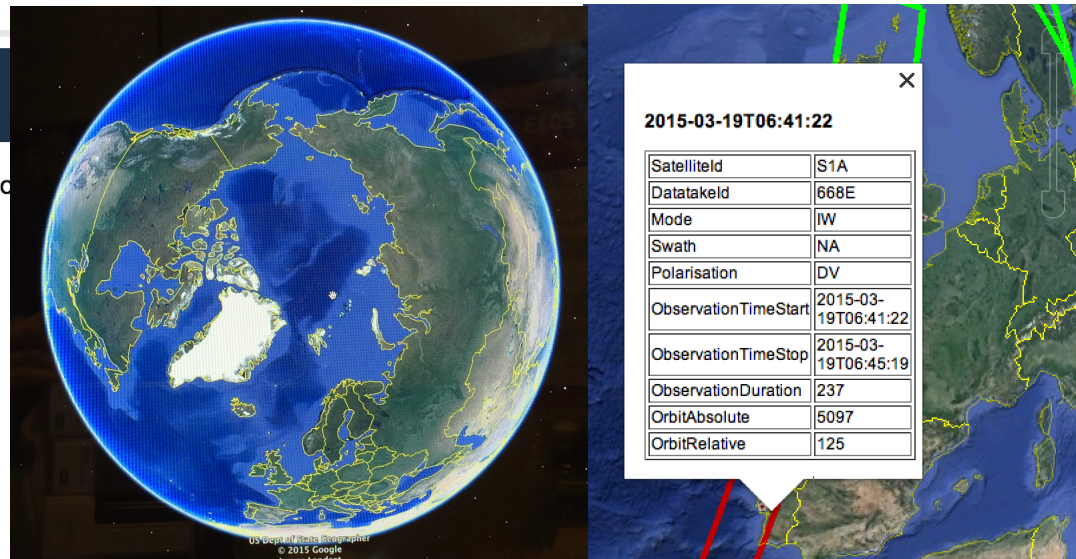 US Dept of State Geographer
© 2015 Google
2015-03-19T06:41:22
SatelliteId S1A
DatatakeId 668E
Mode IW
Swath NA
Polarisation DV
ObservationTimeStart 2015-03-
19T06:41:22
ObservationTimeStop 2015-03-
19T06:45:19
ObservationDuration 237
OrbitAbsolute 5097
OrbitRelative 125